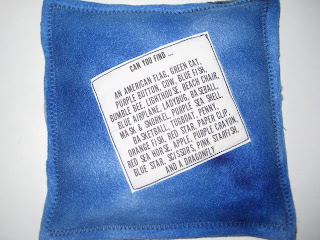 CAN YOU FIND ...
AN AMERICAN FLAG, GREEN CAT,
PURPLE BUTTON, COW, BLUE FISH,
BUMBLE BEE, LIGHTHOUSE, BEACH CHAIR,
BLUE AIRPLANE, LADYBUG, BASEBALL,
MASK & SNORKEL, PURPLE SEA SHELL,
BASKETBALL, TUGBOAT, PENNY,
ORANGE FISH, RED STAR, PAPER CLIP,
RED SEA HORSE, APPLE, PURPLE CRAYON,
BLUE STAR, SCISSORS, PINK STARFISH,
AND A DRAGONFLY...